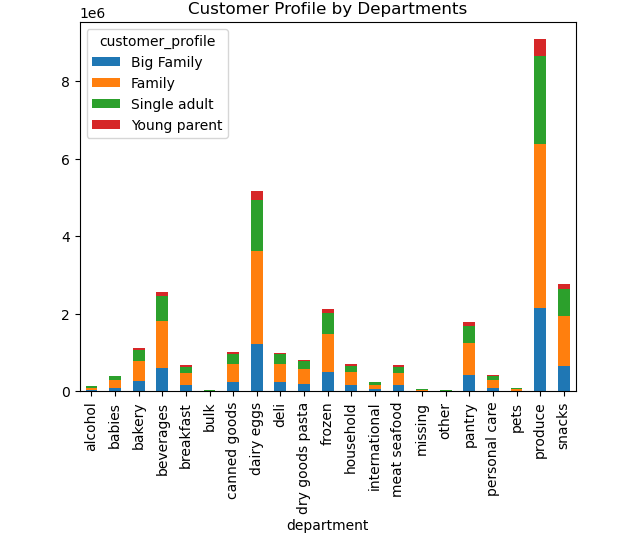 Customer Profile by Departments
1e6
customer_profile
Big Family
Family
Single adult
Young parent
8
6
4
2
0
alcohol
babies
bakery
beverages
breakfast
bulk
canned goods
dairy eggs
deli
dry goods pasta
frozen
household
international
meat seafood
missing
other
pantry
personal care
pets
produce
snacks
department